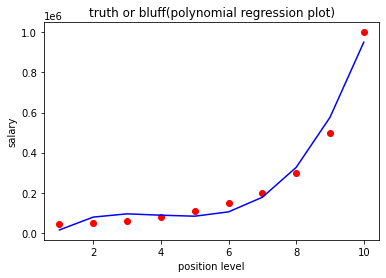 truth or bluff(polynomial regression plot)
1e6
1.0
0.8
0.6
0.4
0.2
0.0
salary
2 4 6 8 10
position level